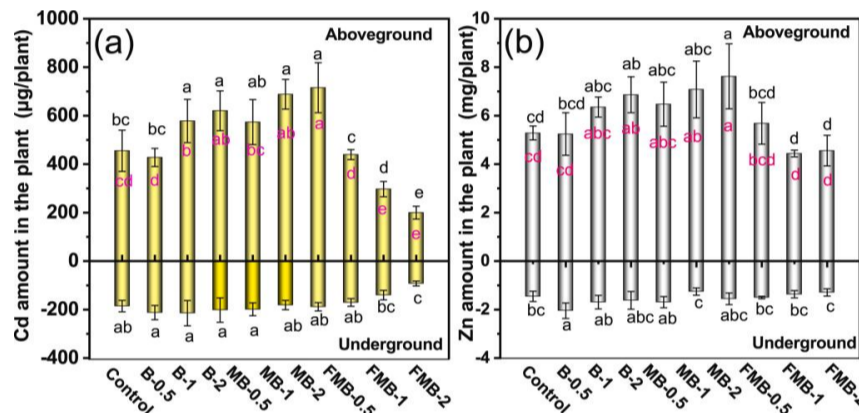 (a)
Cd amount in the plant (μg/plant)
1000
800
600
400
200
0
-200
-400
Aboveground
bc bc a a ab a a c d e
cd d b ab bc ab a d e e
ab a a a a ab ab ab bc c
Underground
Control
B-0.5
B-1
B-2
MB-0.5
MB-1
MB-2
FMB-0.5
FMB-1
FMB-2
(b)
Zn amount in the plant (mg/plant)
10
8
6
4
2
0
-2
-4
Aboveground
cd bcd abc ab abc abc a bcd d d
cd cd abc ab abc ab a bcd d d
bc a ab abc ab c abc bc bc c
Underground
Control
B-0.5
B-1
B-2
MB-0.5
MB-1
MB-2
FMB-0.5
FMB-1
FMB-2